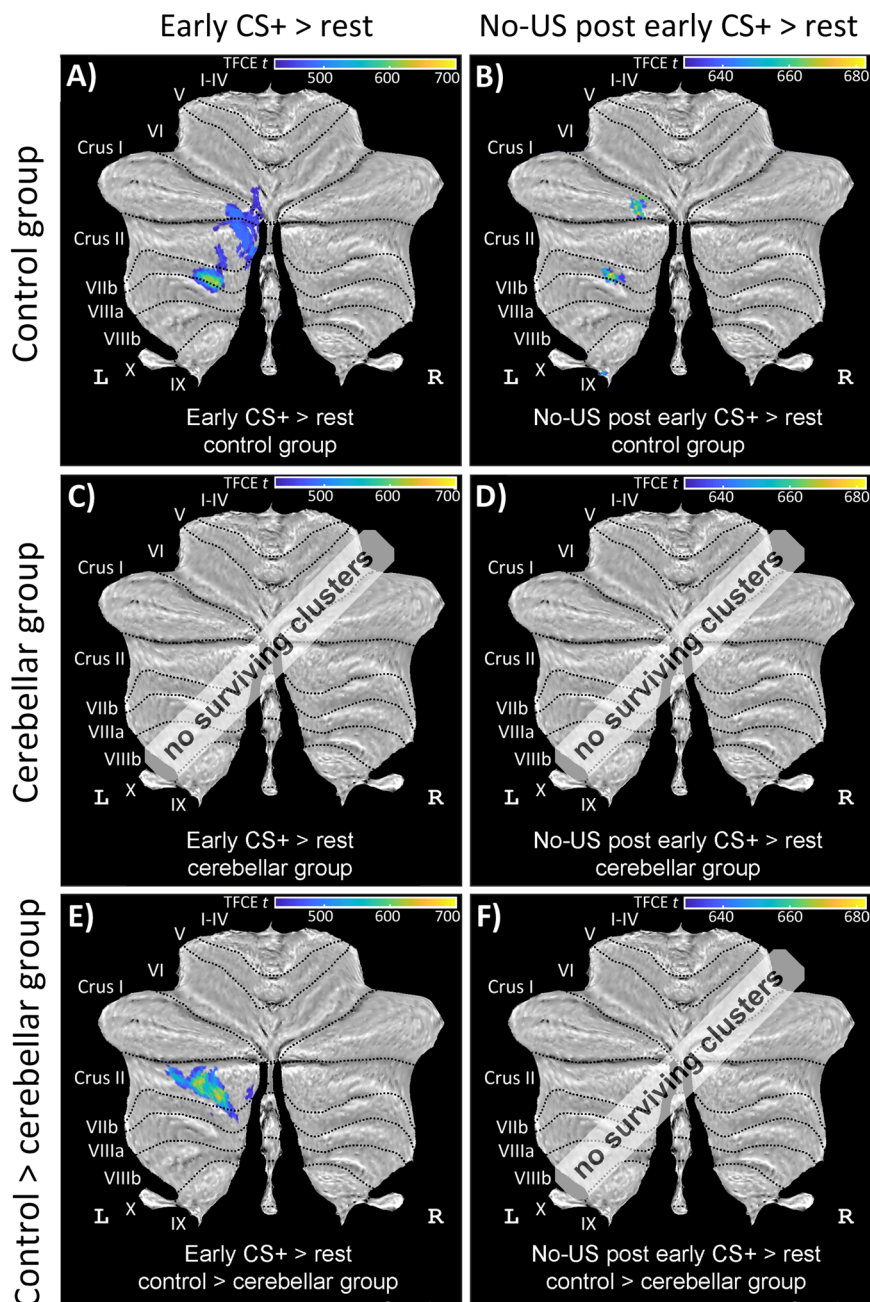 Early CS+ > rest
No-US post early CS+ > rest
Control group
A)
TFCE t
500
600
700
I-IV
V
VI
Crus I
Crus II
VIIb
VIIIa
VIIIb
X
IX
L
R
Early CS+ > rest
control group
B)
TFCE t
640
660
680
I-IV
V
VI
Crus I
Crus II
VIIb
VIIIa
VIIIb
X
IX
L
R
No-US post early CS+ > rest
control group
Cerebellar group
C)
TFCE t
500
600
700
I-IV
V
VI
Crus I
Crus II
VIIb
VIIIa
VIIIb
X
IX
L
R
no surviving clusters
Early CS+ > rest
cerebellar group
D)
TFCE t
640
660
680
I-IV
V
VI
Crus I
Crus II
VIIb
VIIIa
VIIIb
X
IX
L
R
no surviving clusters
No-US post early CS+ > rest
cerebellar group
Control > cerebellar group
E)
TFCE t
500
600
700
I-IV
V
VI
Crus I
Crus II
VIIb
VIIIa
VIIIb
X
IX
L
R
Early CS+ > rest
control > cerebellar group
F)
TFCE t
640
660
680
I-IV
V
VI
Crus I
Crus II
VIIb
VIIIa
VIIIb
X
IX
L
R
no surviving clusters
No-US post early CS+ > rest
control > cerebellar group